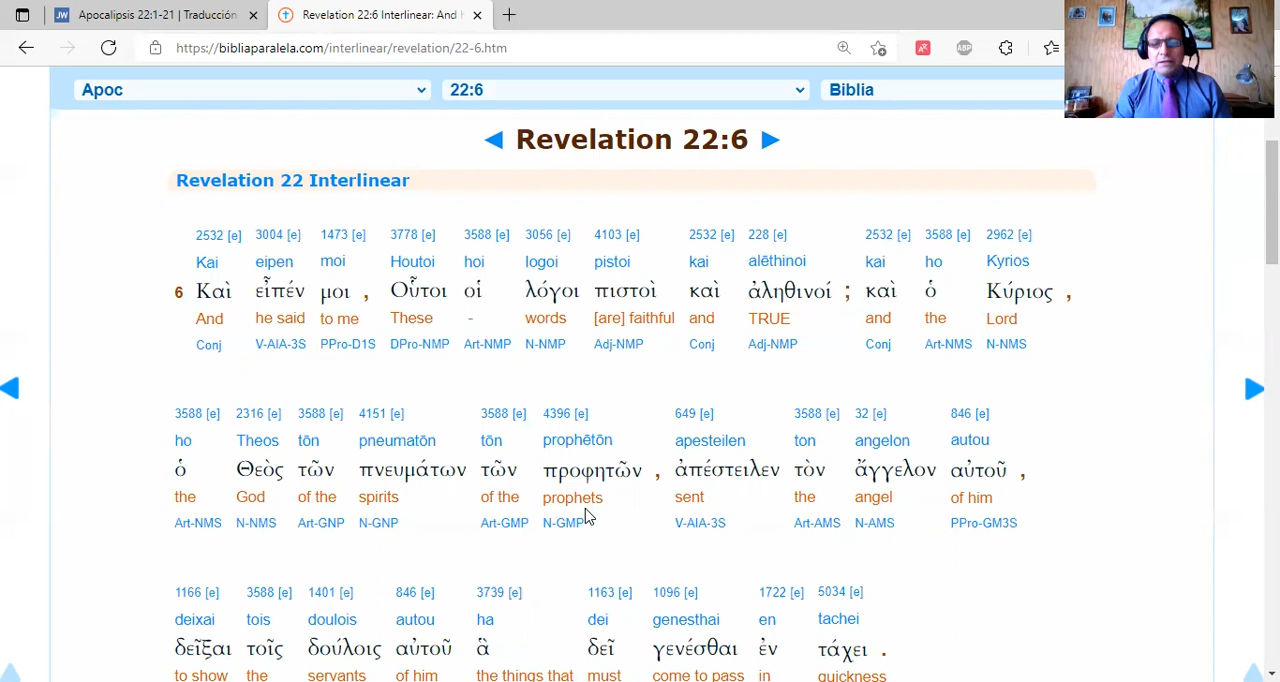 Apocalipsis 22:1-21 | Traducción
Revelation 22:6 Interlinear: And h
https://bibliaparalela.com/interlinear/revelation/22-6.htm
Apoc 22:6 Biblia
◄ Revelation 22:6 ►
Revelation 22 Interlinear
2532 [e] 3004 [e] 1473 [e] 3778 [e] 3588 [e] 3056 [e] 4103 [e] 2532 [e] 228 [e] 2532 [e] 3588 [e] 2962 [e]
Kai eipen moi Houtoi hoi logoi pistoi kai alēthinoi kai ho Kyrios
6 Καὶ εἶπέν μοι , Οὗτοι οἱ λόγοι πιστοὶ καὶ ἀληθινοί ; καὶ ὁ Κύριος ,
And he said to me These - words [are] faithful and TRUE and the Lord
Conj V-AIA-3S PPro-D1S DPro-NMP Art-NMP N-NMP Adj-NMP Conj Adj-NMP Conj Art-NMS N-NMS
3588 [e] 2316 [e] 3588 [e] 4151 [e] 3588 [e] 4396 [e] 649 [e] 3588 [e] 32 [e] 846 [e]
ho Theos tōn pneumatōn tōn prophētōn apesteilen ton angelon autou
ὁ Θεὸς τῶν πνευμάτων τῶν προφητῶν , ἀπέστειλεν τὸν ἄγγελον αὐτοῦ ,
the God of the spirits of the prophets sent the angel of him
Art-NMS N-NMS Art-GNP N-GNP Art-GMP N-GMP V-AIA-3S Art-AMS N-AMS PPro-GM3S
1166 [e] 3588 [e] 1401 [e] 846 [e] 3739 [e] 1163 [e] 1096 [e] 1722 [e] 5034 [e]
deixai tois doulois autou ha dei genesthai en tachei
δεῖξαι τοῖς δούλοις αὐτοῦ ἃ δεῖ γενέσθαι ἐν τάχει .
to show the servants of him the things that must come to pass in quickness